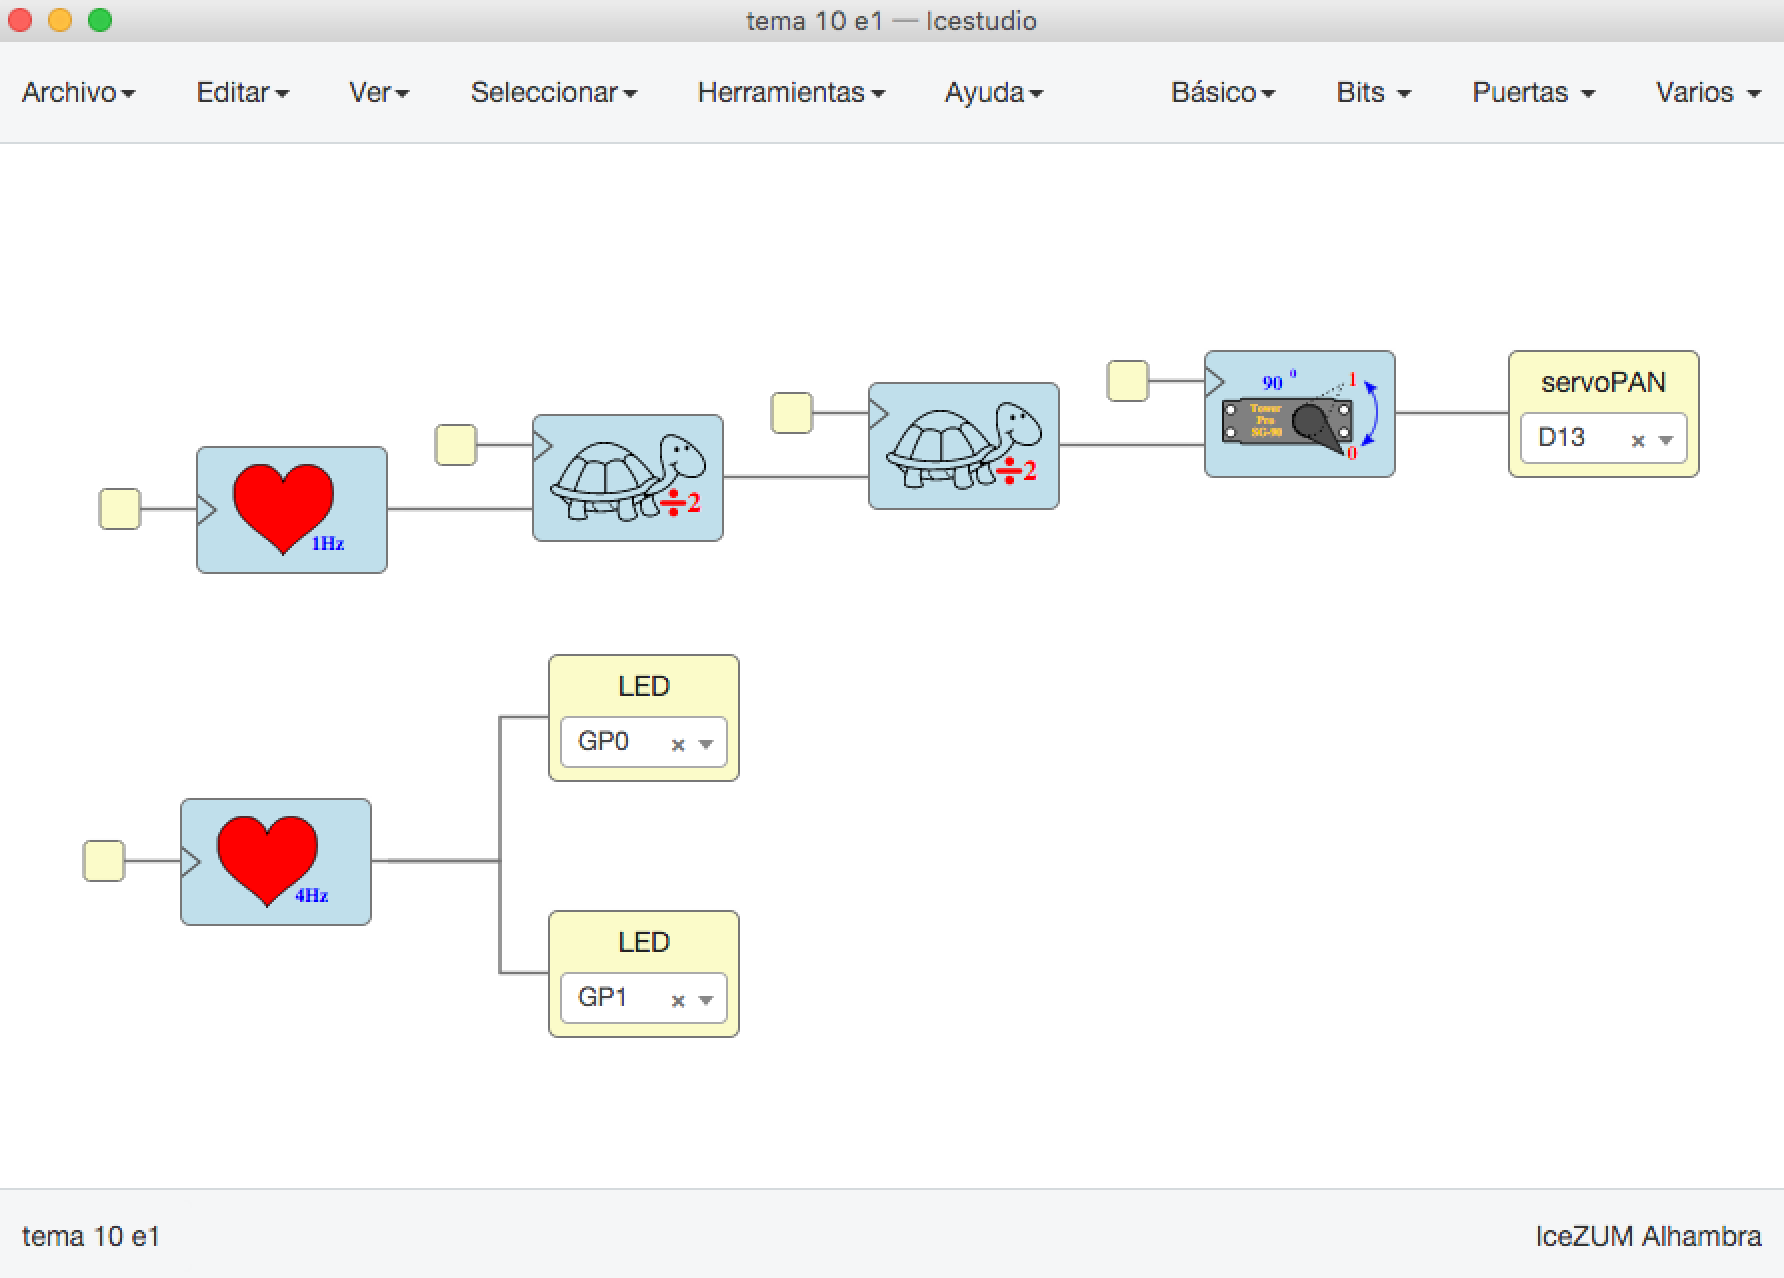 tema 10 e1 — Icestudio
Archivo Editar Ver Seleccionar Herramientas Ayuda Básico Bits Puertas Varios
1Hz
÷2
÷2
90 º 1
Tower
Pro
SG-90
0
servoPAN
D13 ×
LED
GP0 ×
4Hz
LED
GP1 ×
tema 10 e1 IceZUM Alhambra